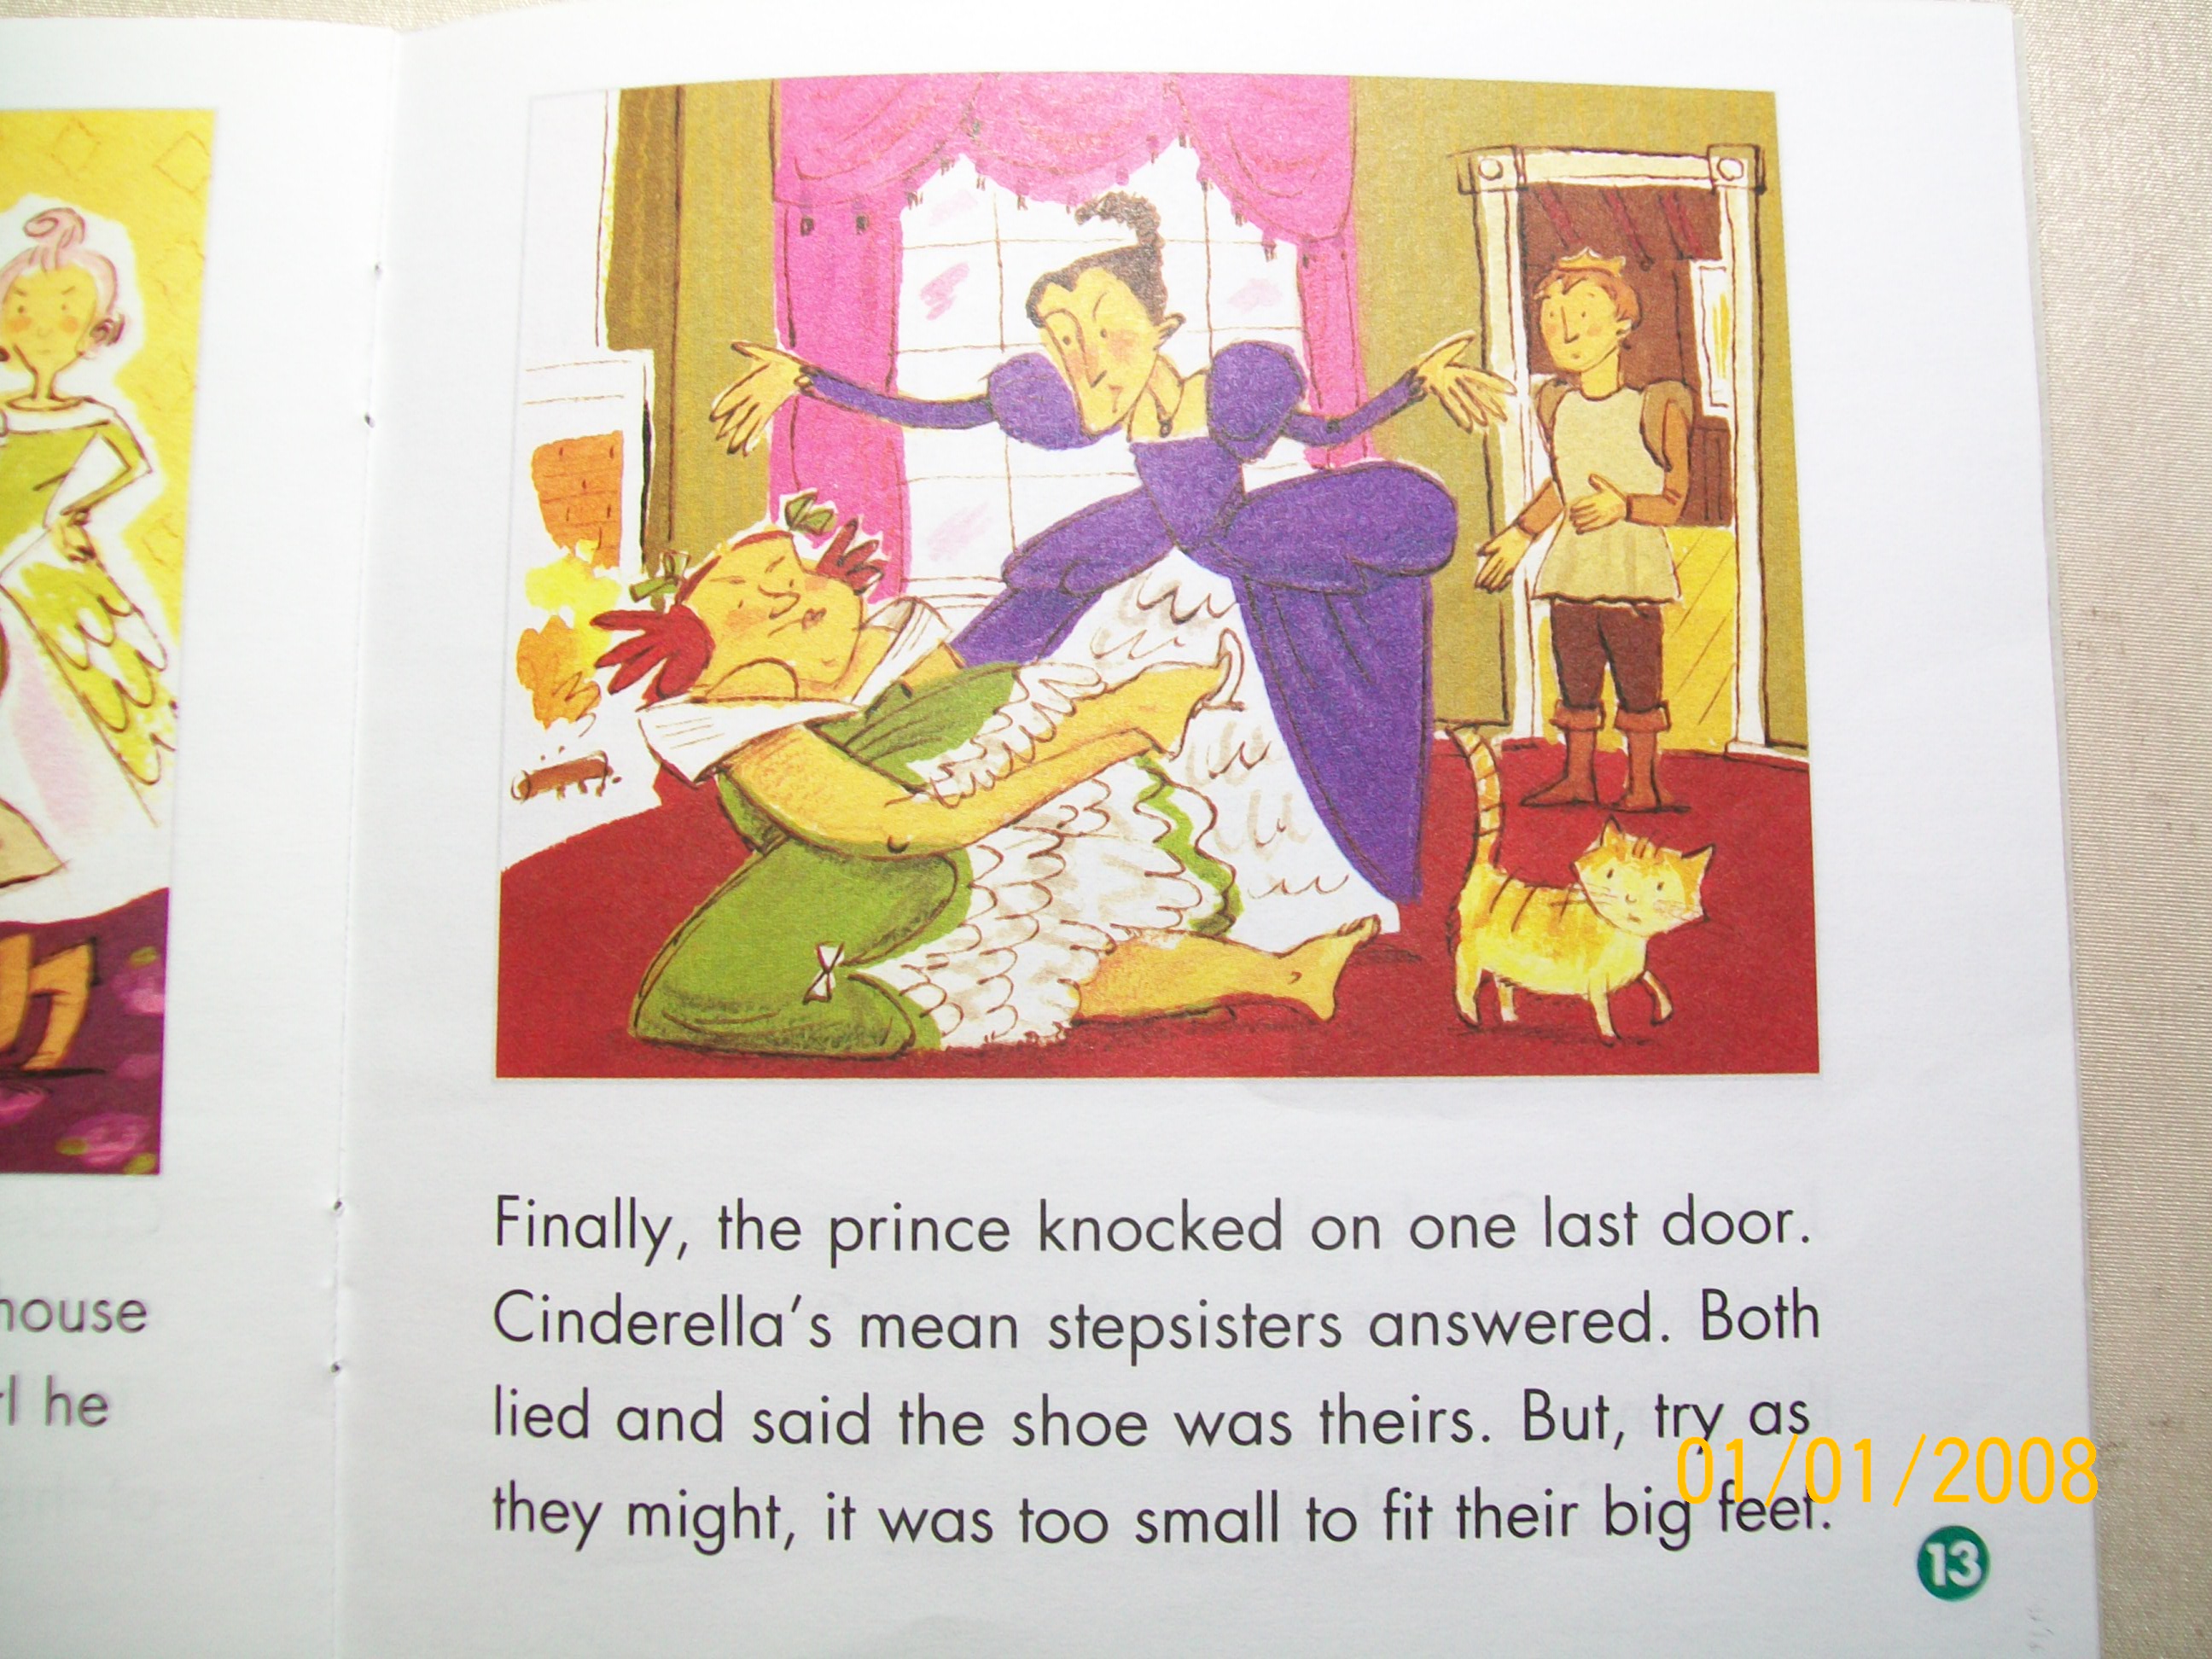 house
l he
Finally, the prince knocked on one last door.
Cinderella's mean stepsisters answered. Both
lied and said the shoe was theirs. But, try as
they might, it was too small to fit their big feet.
01/01/2008
13